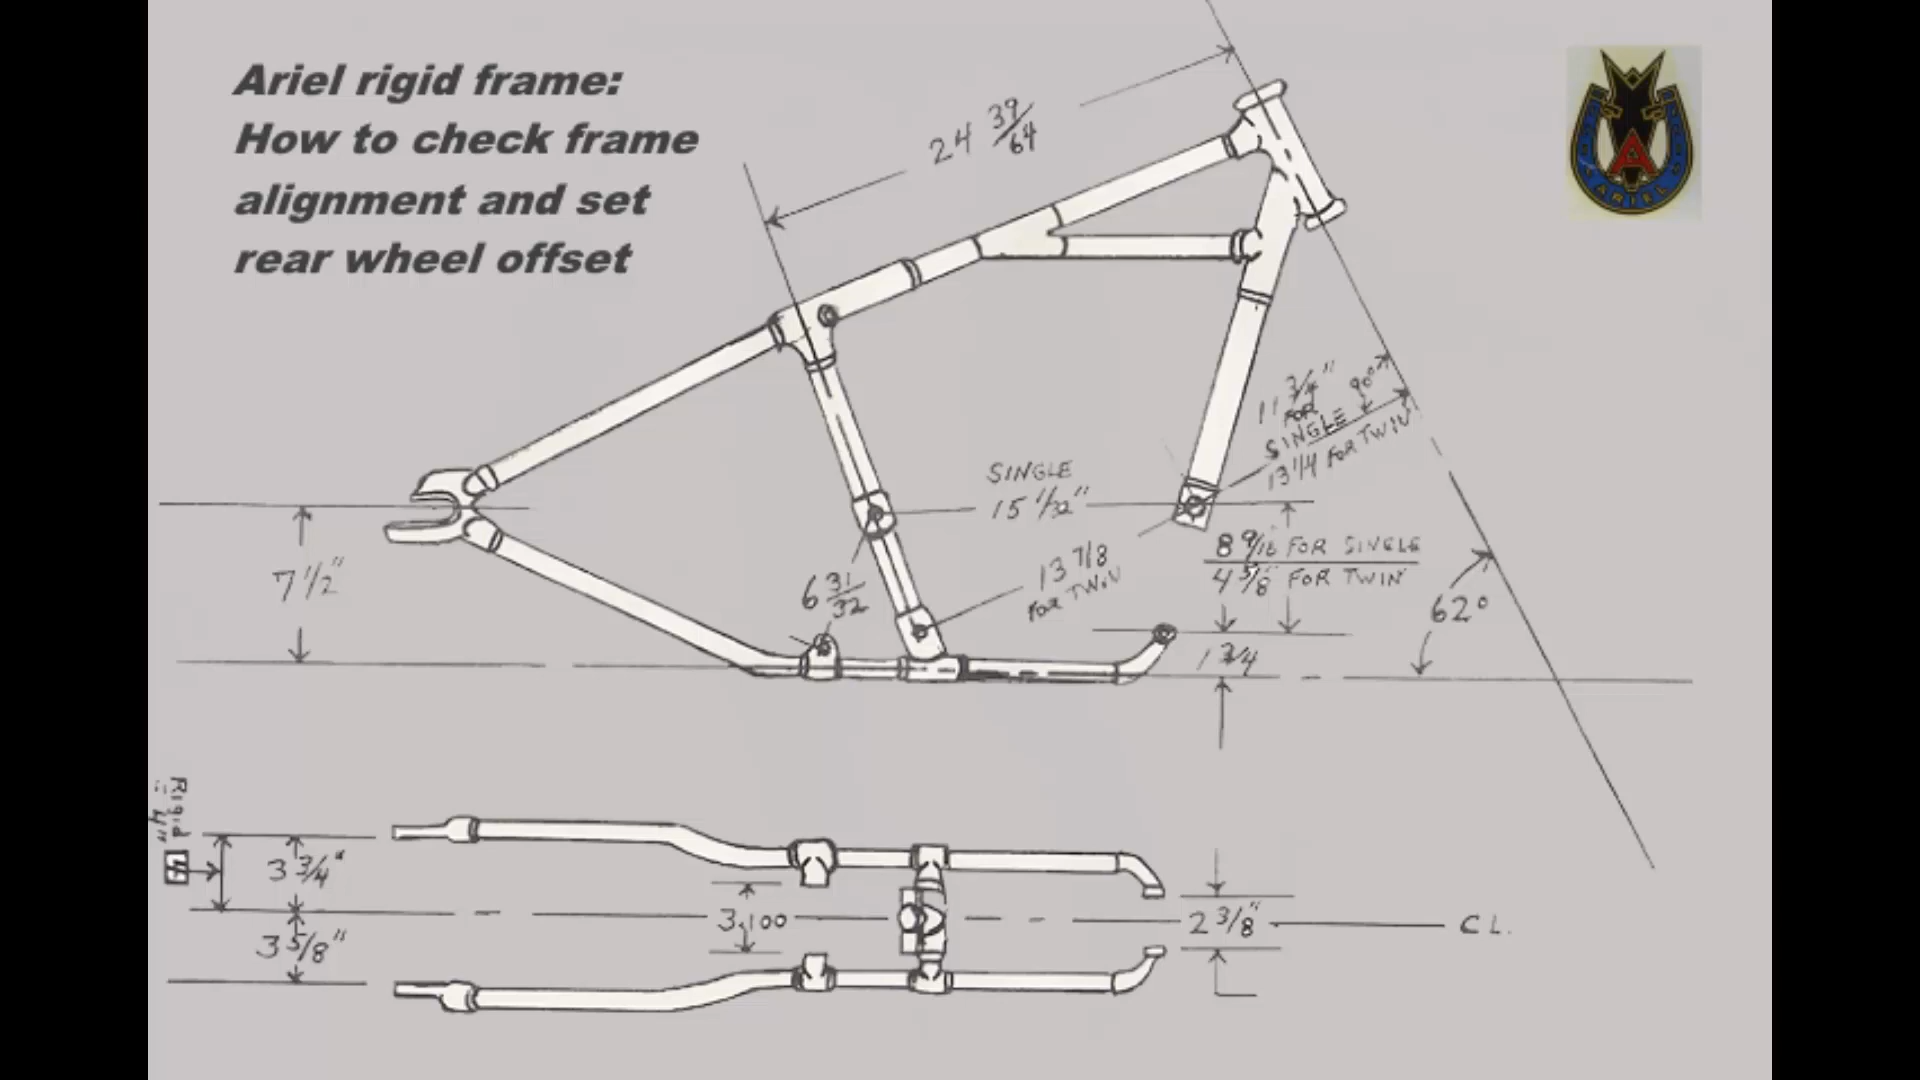 Ariel rigid frame:
How to check frame
alignment and set
rear wheel offset
24 39/64
11 3/4"
FOR
SINGLE
90°
13 1/4 FOR TWIN
SINGLE
15 1/32"
8 9/16 FOR SINGLE
4 5/8" FOR TWIN
13 7/8
FOR TWIN
7 1/2"
6 31/32
62°
1 3/4
Rigid
4"
3 3/4"
3.100
2 3/8"
CL.
3 5/8"
A
ARIEL